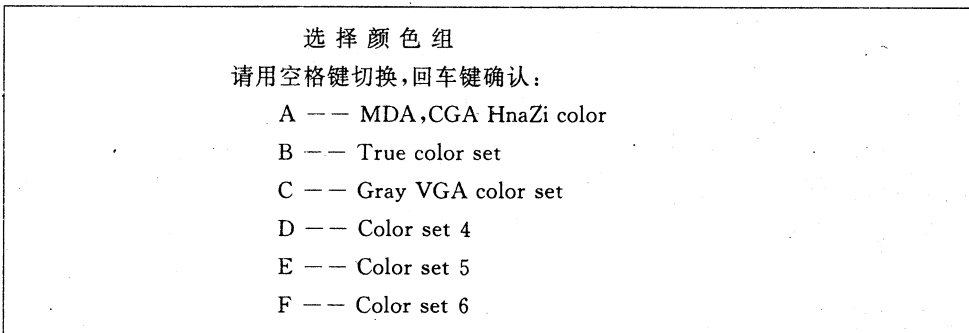 选择颜色组
请用空格键切换,回车键确认:
A —— MDA,CGA HnaZi color
B —— True color set
C —— Gray VGA color set
D —— Color set 4
E —— Color set 5
F —— Color set 6